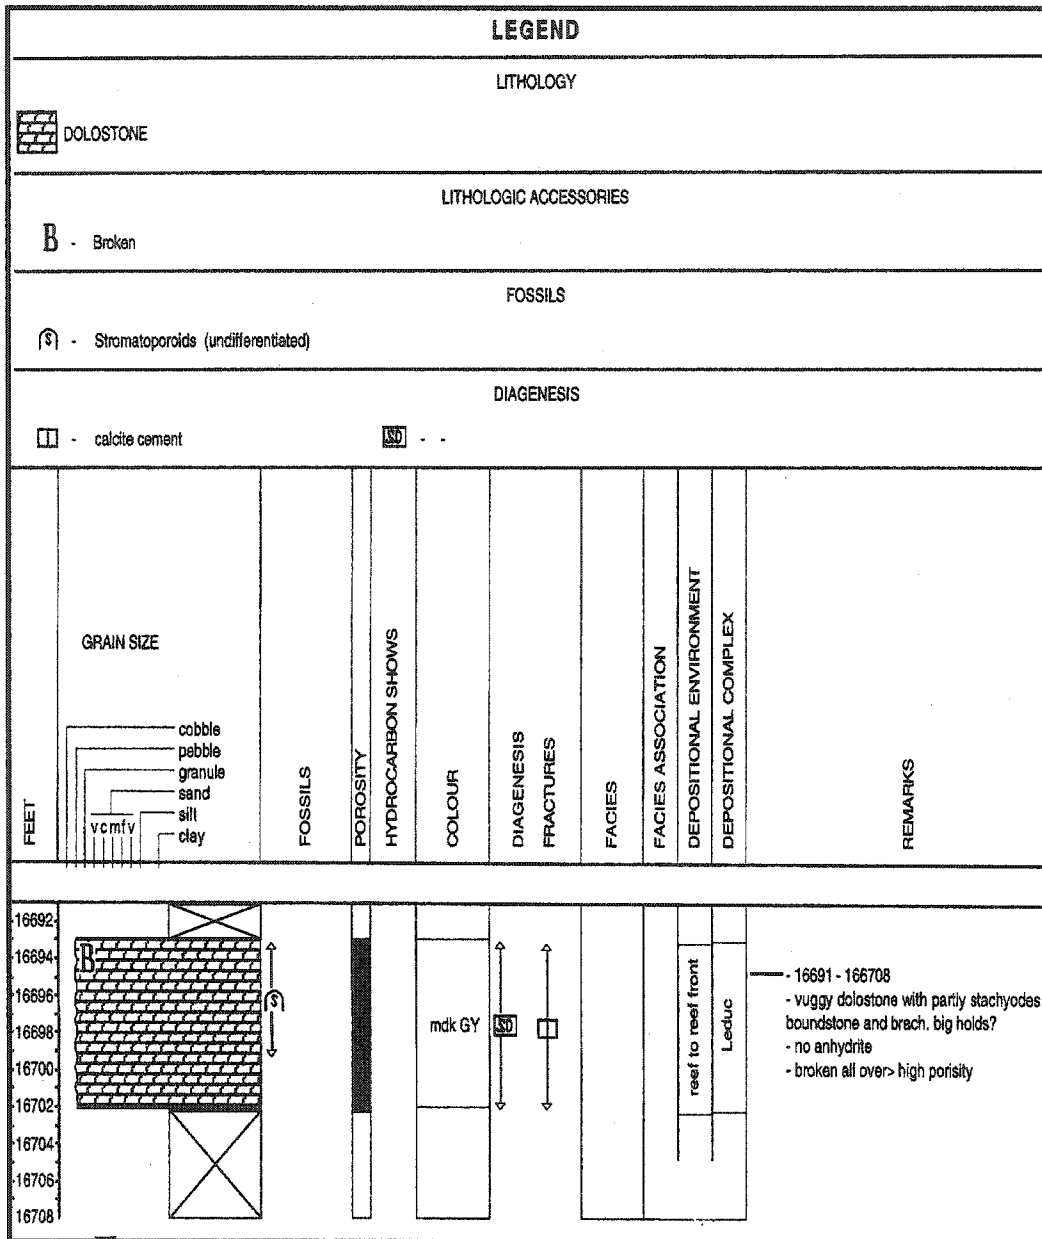 LEGEND
LITHOLOGY
DOLOSTONE
LITHOLOGIC ACCESSORIES
B - Broken
FOSSILS
S - Stromatoporoids (undifferentiated)
DIAGENESIS
- calcite cement
SD - -
FEET
GRAIN SIZE
cobble
pebble
granule
sand
silt
vcmfv
clay
FOSSILS
POROSITY
HYDROCARBON SHOWS
COLOUR
DIAGENESIS
FRACTURES
FACIES
FACIES ASSOCIATION
DEPOSITIONAL ENVIRONMENT
DEPOSITIONAL COMPLEX
REMARKS
16692
16694
16696
16698
16700
16702
16704
16706
16708
B
S
mdk GY
SD
reef to reef front
Leduc
- 16691 - 166708
- vuggy dolostone with partly stachyodes
boundstone and brach. big holds?
- no anhydrite
- broken all over> high porisity